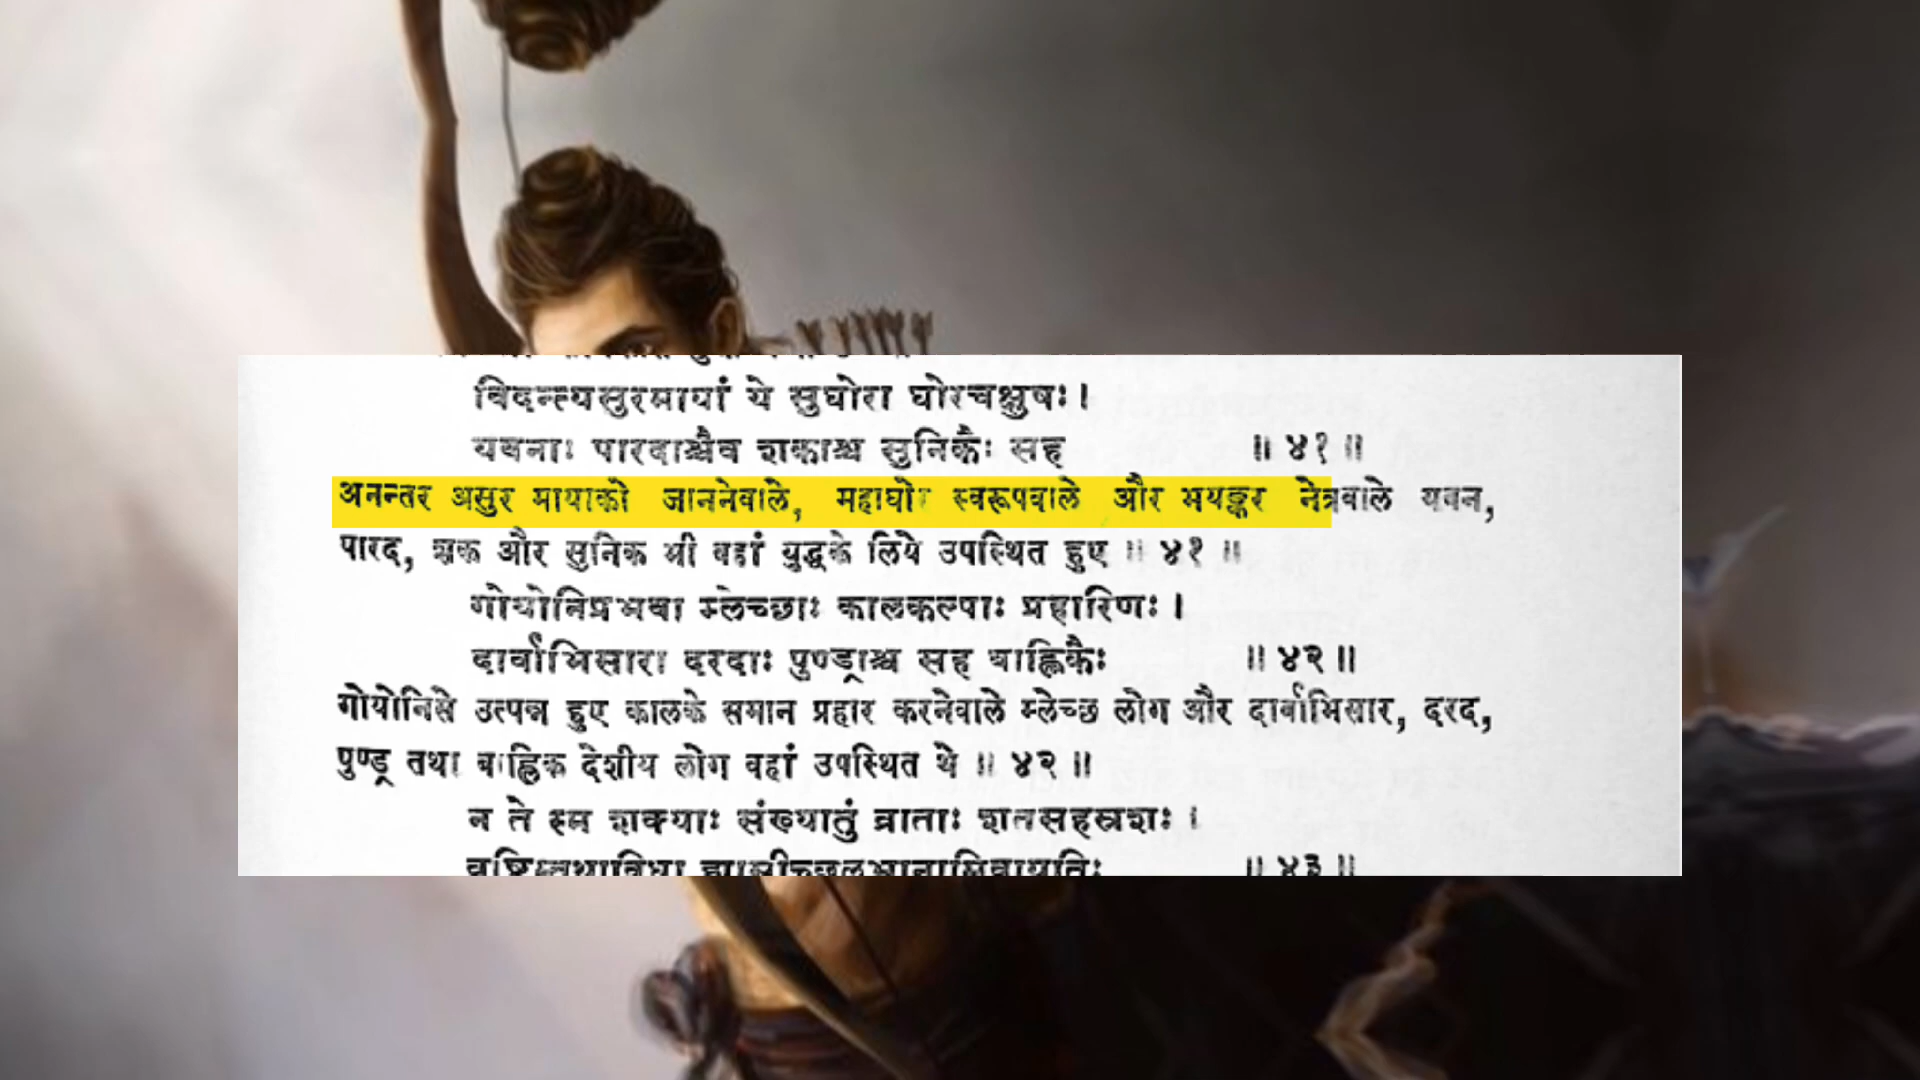 विदन्त्यसुरमायां ये सुघोरा घोरचक्षुषः।
यवनाः पारदाश्चैव शकाश्च सुनिकैः सह ॥ ४१ ॥
अनन्तर असुर मायाको जाननेवाले, महाघोर स्वरूपवाले और भयङ्कर नेत्रवाले यवन,
पारद, शक और सुनिक भी वहां युद्धके लिये उपस्थित हुए ॥ ४१ ॥
गोयोनिप्रभवा म्लेच्छाः कालकल्पाः प्रहारिणः।
दार्वाभिसारा दरदाः पुण्ड्राश्च सह बाह्लिकैः ॥ ४२ ॥
गोयोनिसे उत्पन्न हुए कालके समान प्रहार करनेवाले म्लेच्छ लोग और दार्वाभिसार, दरद,
पुण्ड्र तथा बाह्लिक देशीय लोग वहां उपस्थित थे ॥ ४२ ॥
न ते स्म शक्याः संख्यातुं व्राताः शतसहस्रशः।
॥ ४३ ॥